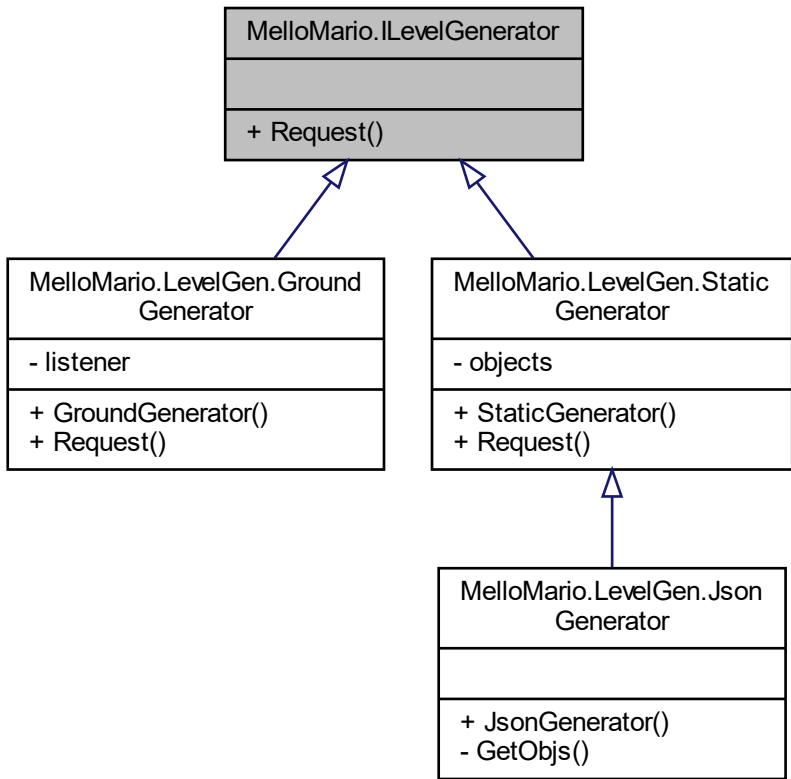 MelloMario.ILevelGenerator
+ Request()
MelloMario.LevelGen.Ground
Generator
- listener
+ GroundGenerator()
+ Request()
MelloMario.LevelGen.Static
Generator
- objects
+ StaticGenerator()
+ Request()
MelloMario.LevelGen.Json
Generator
+ JsonGenerator()
- GetObjs()